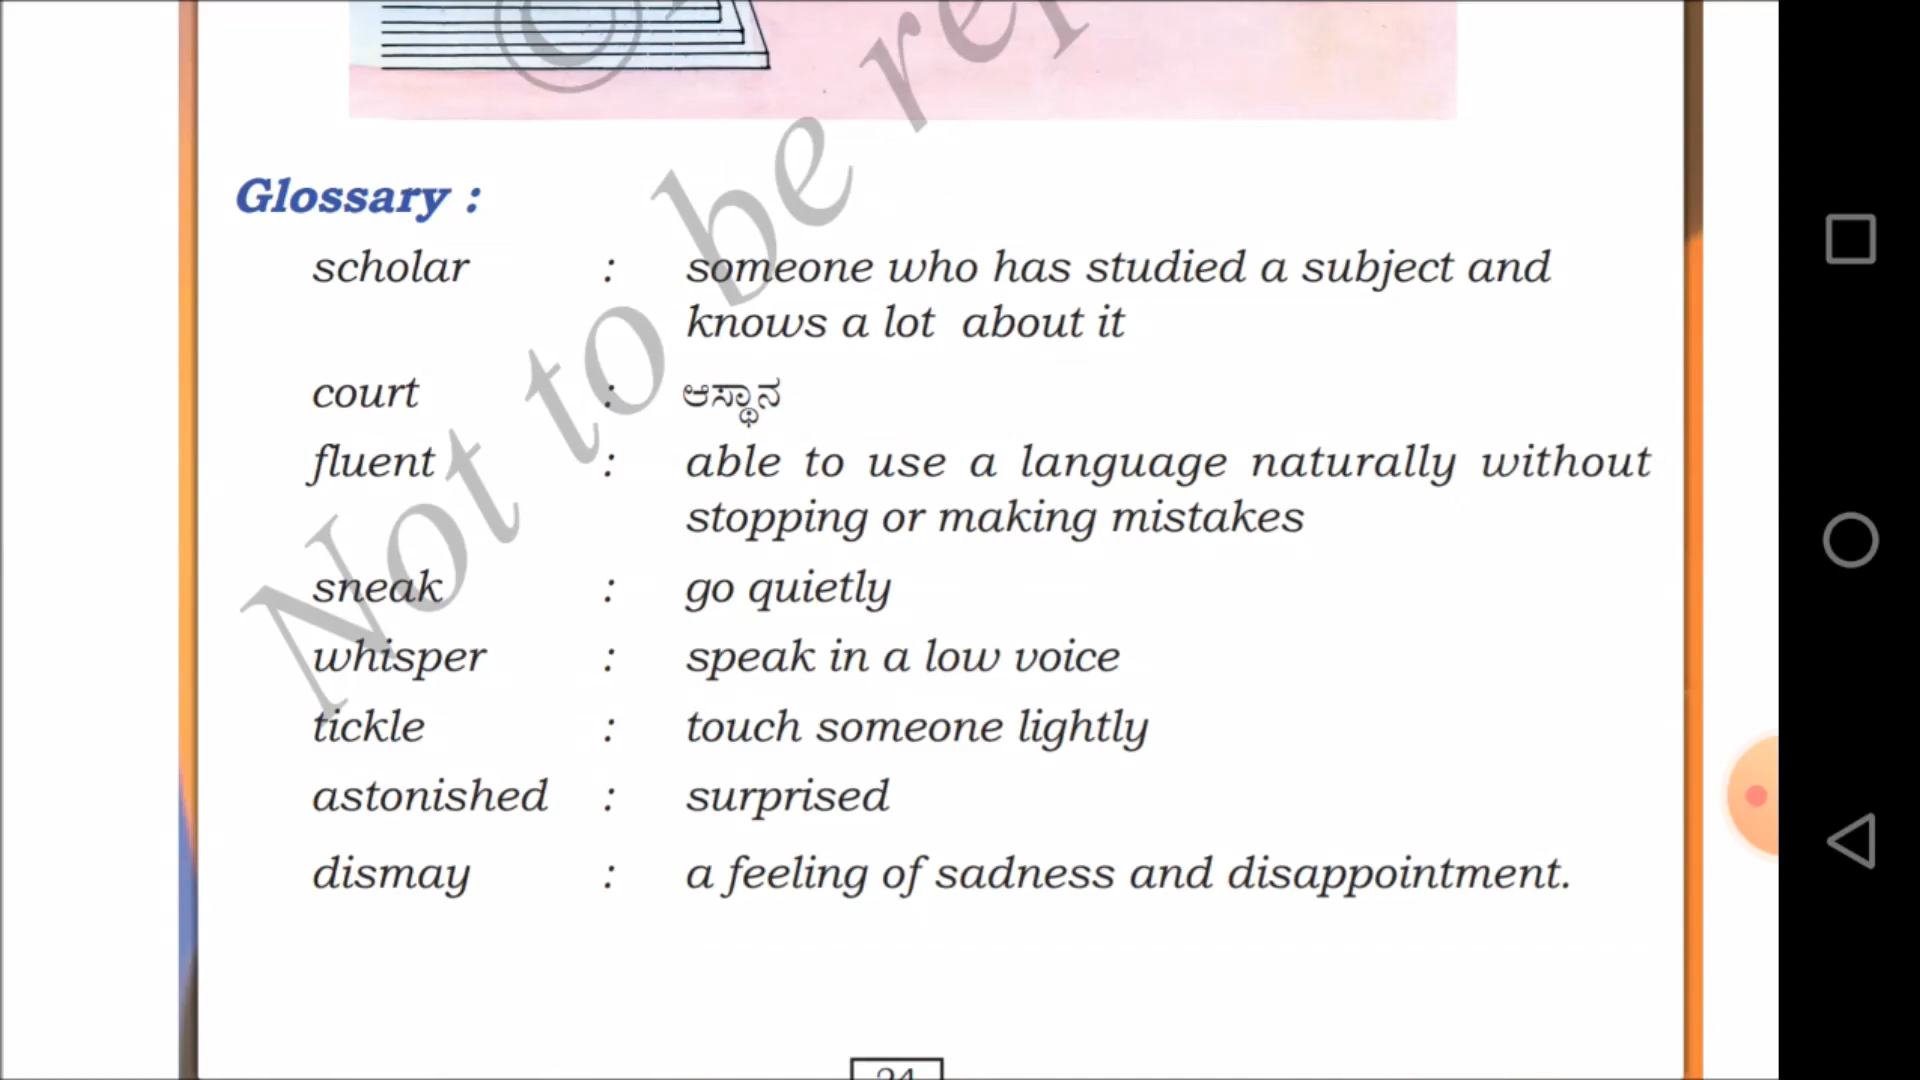 Glossary :
scholar : someone who has studied a subject and
knows a lot about it
court : ಆಸ್ಥಾನ
fluent : able to use a language naturally without
stopping or making mistakes
sneak : go quietly
whisper : speak in a low voice
tickle : touch someone lightly
astonished : surprised
dismay : a feeling of sadness and disappointment.
Not to be